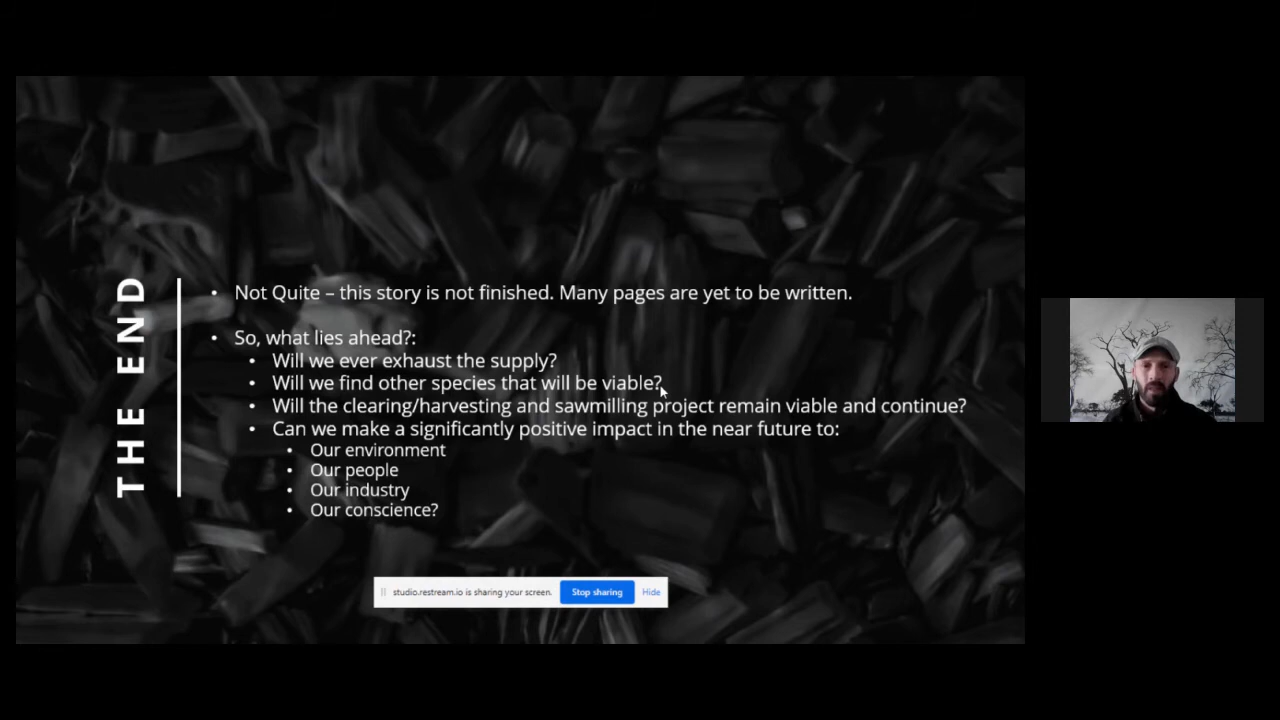 THE END
• Not Quite – this story is not finished. Many pages are yet to be written.
• So, what lies ahead?:
• Will we ever exhaust the supply?
• Will we find other species that will be viable?
• Will the clearing/harvesting and sawmilling project remain viable and continue?
• Can we make a significantly positive impact in the near future to:
• Our environment
• Our people
• Our industry
• Our conscience?
studio.restream.io is sharing your screen. Stop sharing Hide